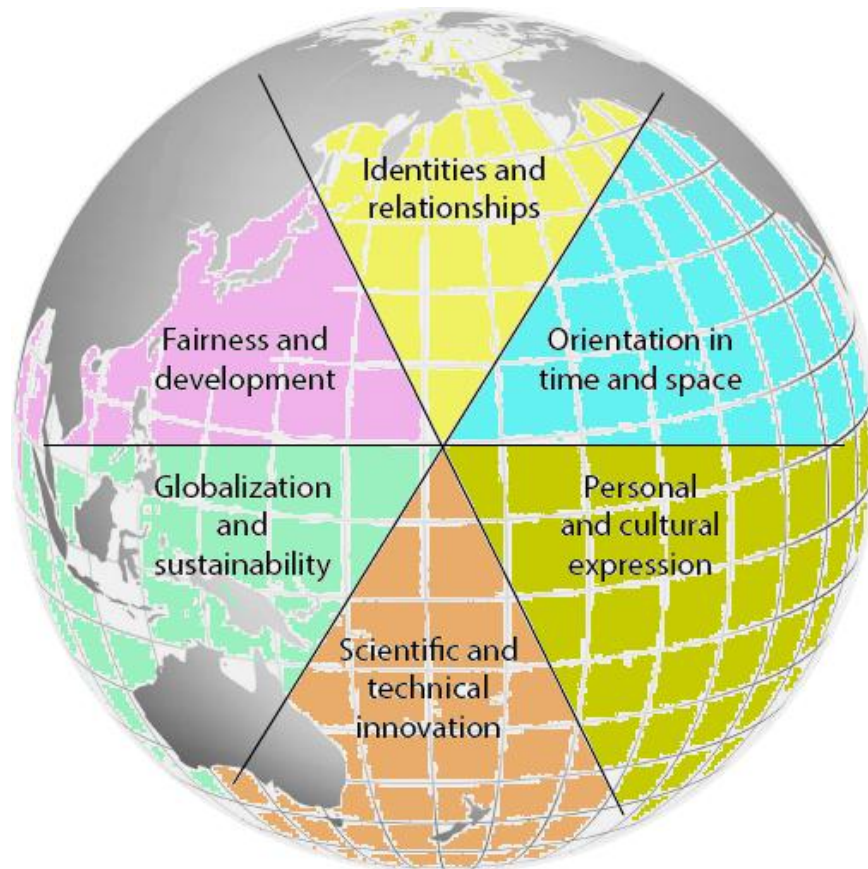 Identities and
relationships
Fairness and
development
Orientation in
time and space
Globalization
and
sustainability
Personal
and cultural
expression
Scientific and
technical
innovation